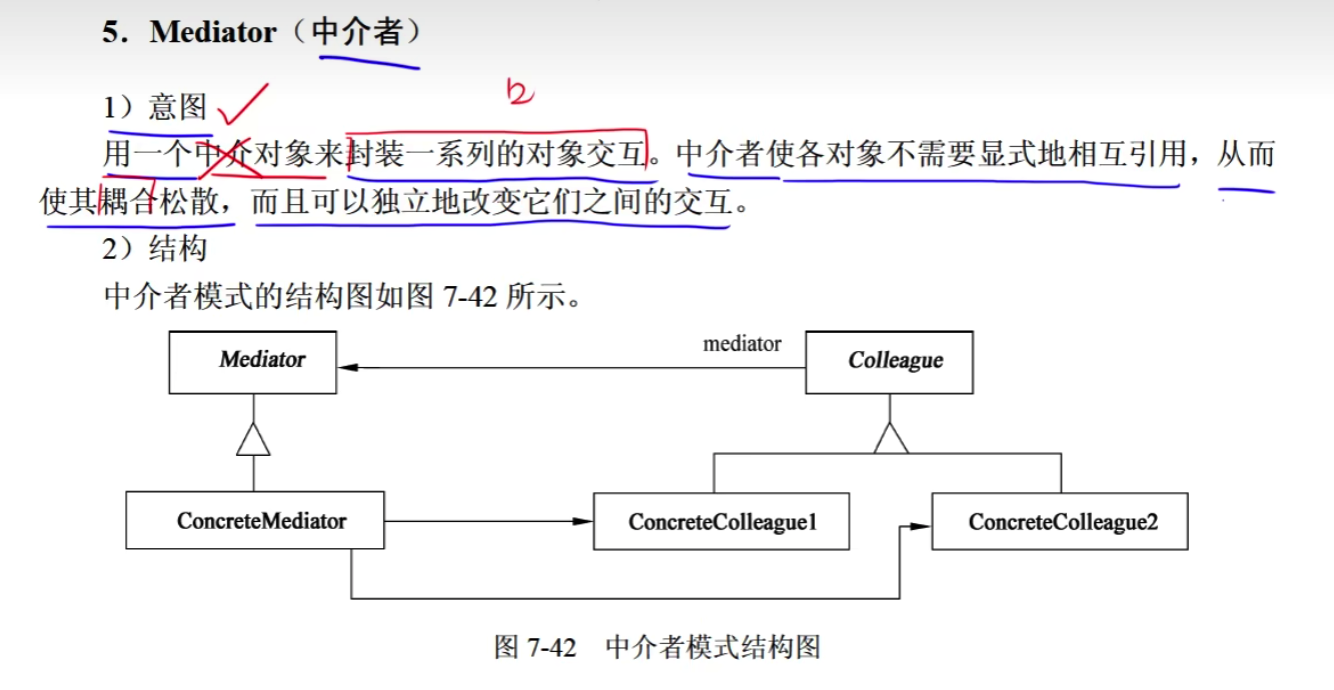 5. Mediator（中介者）
1）意图
用一个中介对象来封装一系列的对象交互。中介者使各对象不需要显式地相互引用，从而
使其耦合松散，而且可以独立地改变它们之间的交互。
2）结构
中介者模式的结构图如图 7-42 所示。
mediator
Mediator
Colleague
ConcreteMediator
ConcreteColleague1
ConcreteColleague2
图 7-42 中介者模式结构图